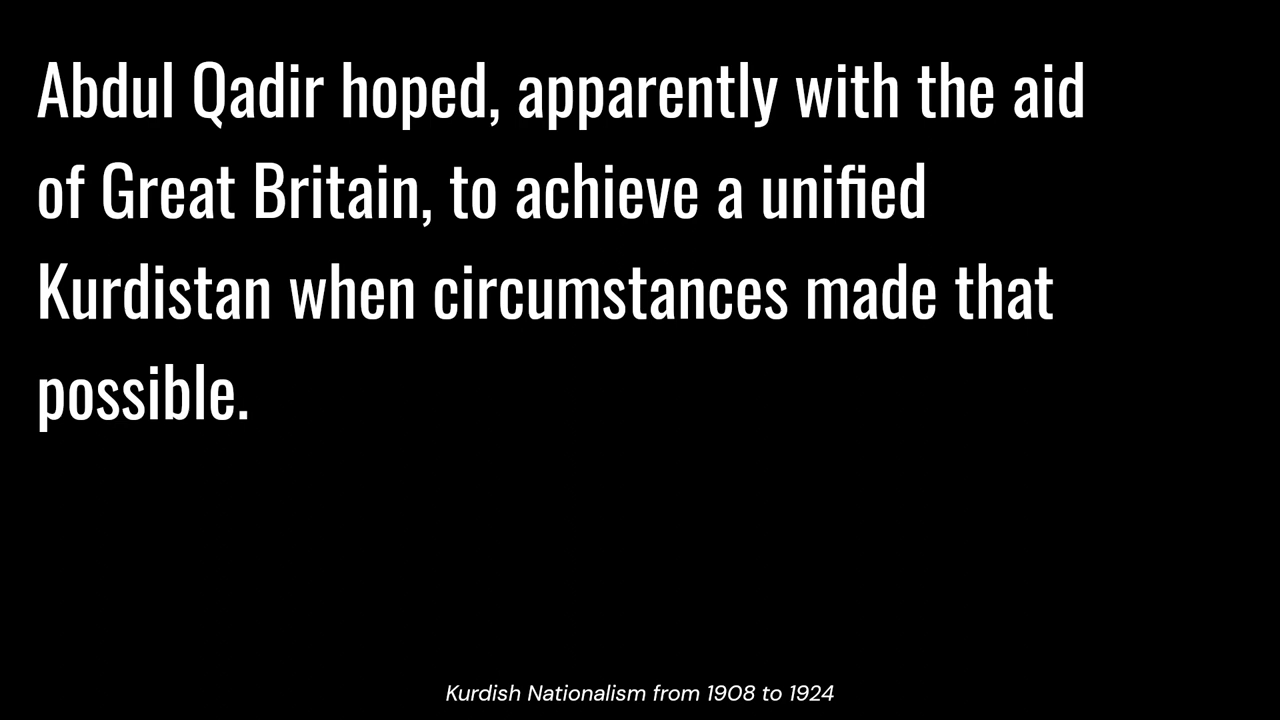 Abdul Qadir hoped, apparently with the aid
of Great Britain, to achieve a unified
Kurdistan when circumstances made that
possible.
Kurdish Nationalism from 1908 to 1924